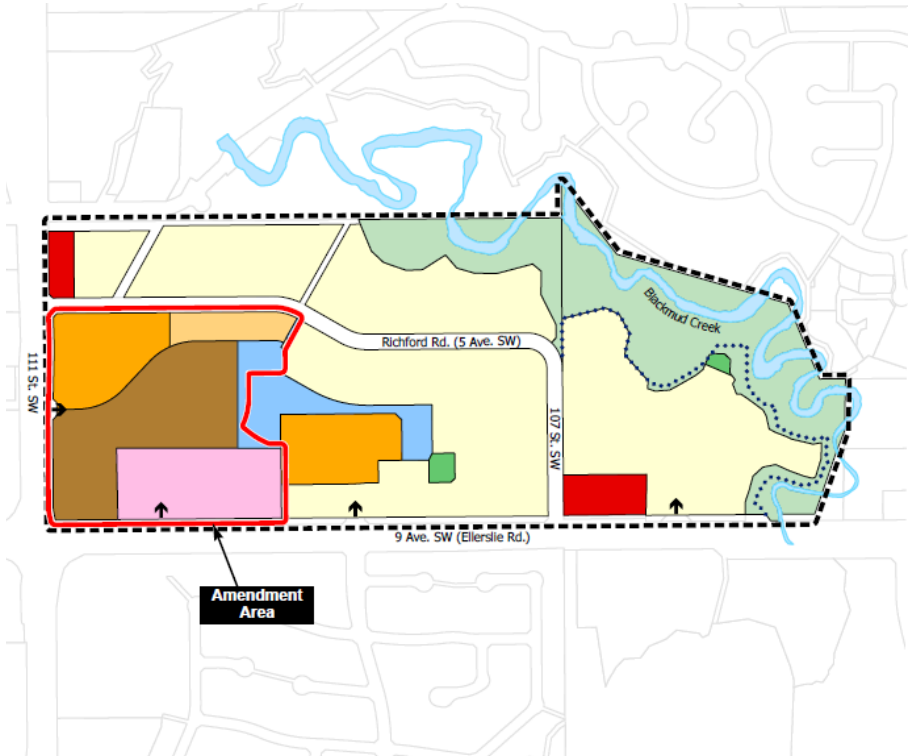 Blackmud Creek
Richford Rd. (5 Ave. SW)
111 St. SW
107 St. SW
9 Ave. SW (Ellerslie Rd.)
Amendment
Area